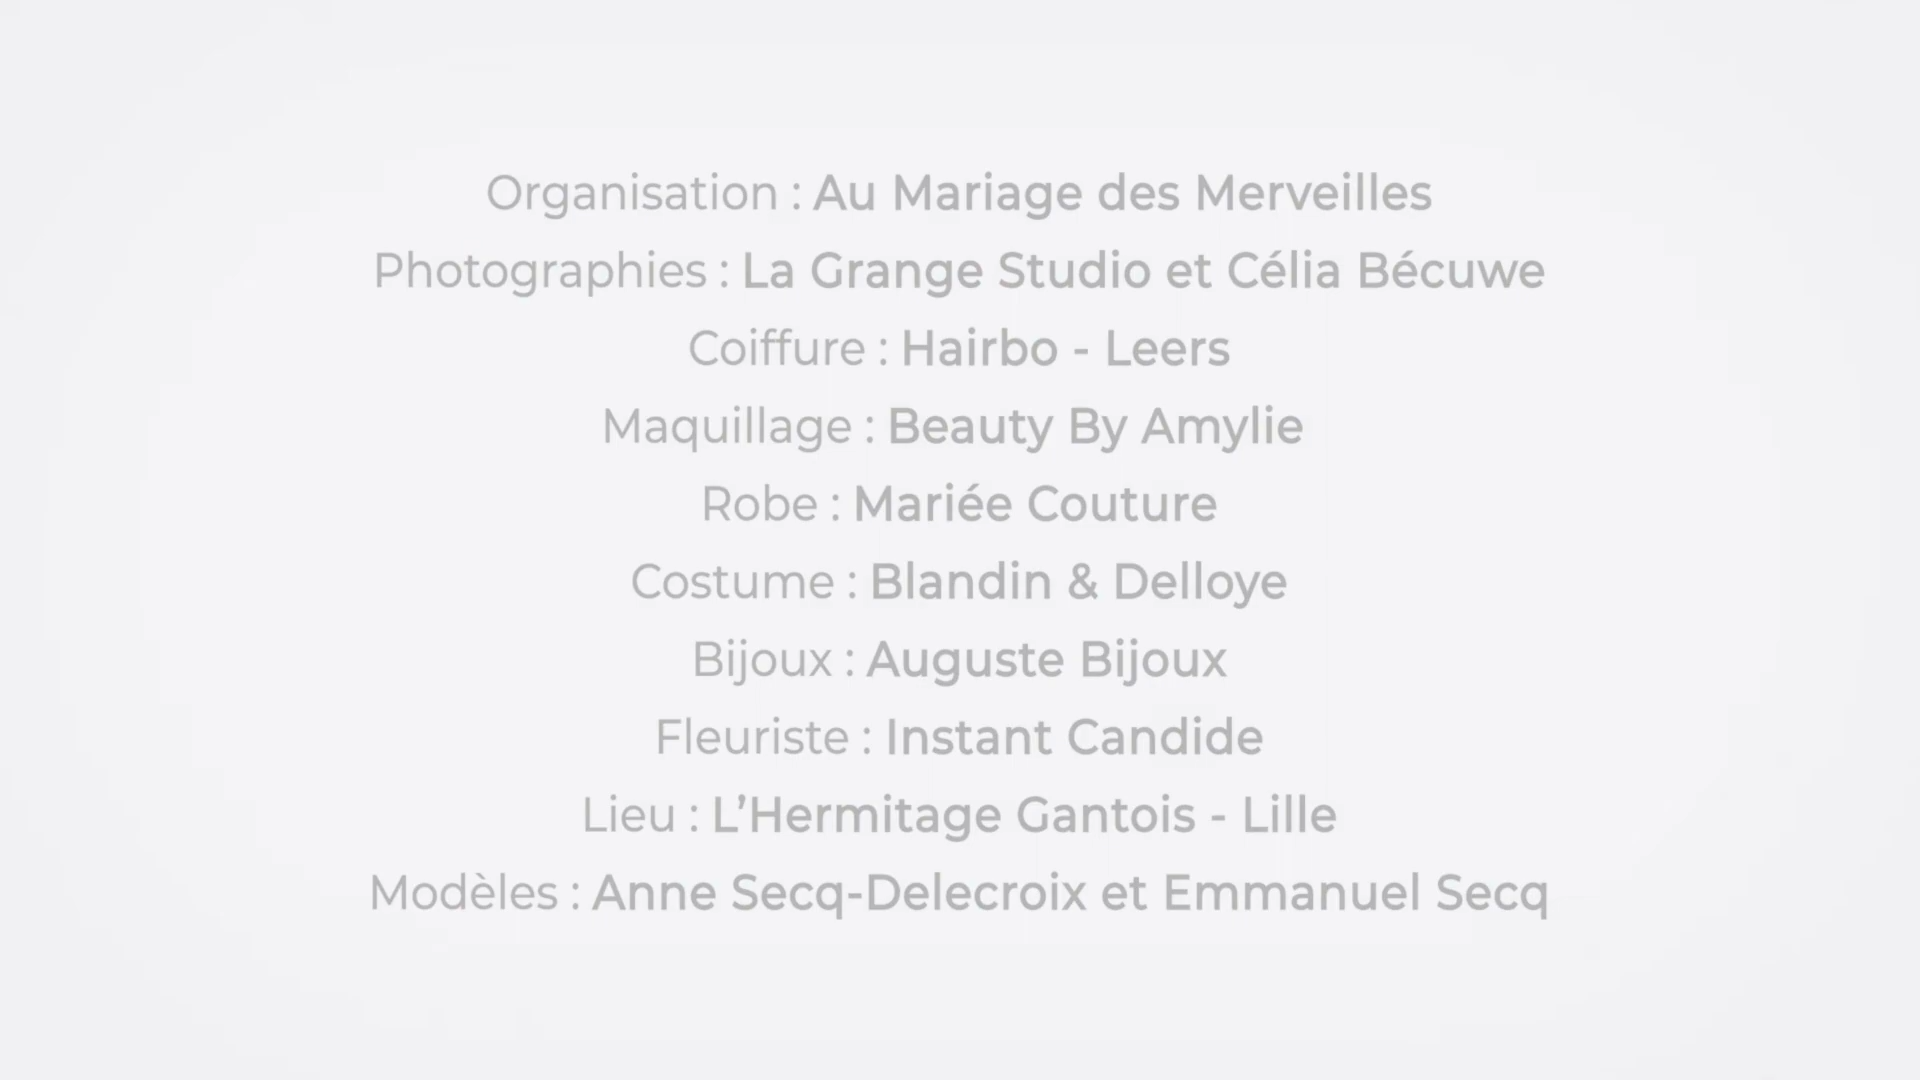 Organisation : Au Mariage des Merveilles
Photographies : La Grange Studio et Célia Bécuwe
Coiffure : Hairbo - Leers
Maquillage : Beauty By Amylie
Robe : Mariée Couture
Costume : Blandin & Delloye
Bijoux : Auguste Bijoux
Fleuriste : Instant Candide
Lieu : L’Hermitage Gantois - Lille
Modèles : Anne Secq-Delecroix et Emmanuel Secq